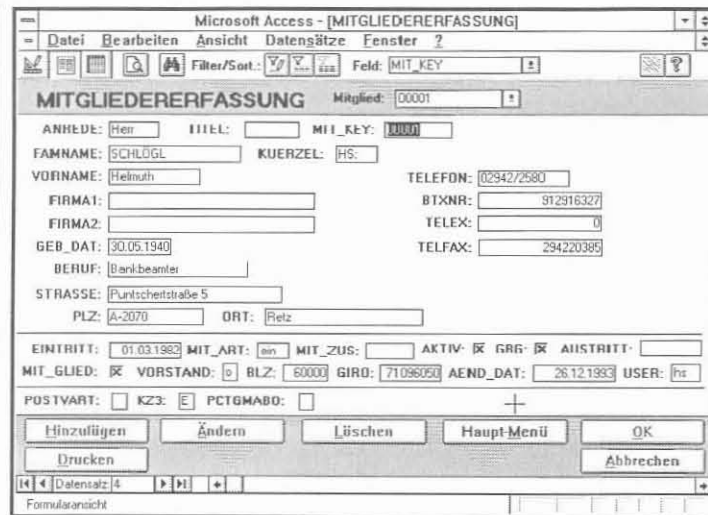 Microsoft Access - [MITGLIEDERERFASSUNG]
Datei Bearbeiten Ansicht Datensätze Fenster ?
Filter/Sort.: Feld: MIT_KEY
MITGLIEDERERFASSUNG Mitglied: 00001
ANREDE: Herr TITEL: MIT_KEY: 00001
FAMNAME: SCHLÖGL KUERZEL: HS:
VORNAME: Helmuth TELEFON: 02942/2580
FIRMA1: BTXNR: 912916327
FIRMA2: TELEX: 0
GEB_DAT: 30.05.1940 TELFAX: 294220385
BERUF: Bankbeamter
STRASSE: Puntschertstraße 5
PLZ: A-2070 ORT: Retz
EINTRITT: 01.03.1982 MIT_ART: ein MIT_ZUS: AKTIV: GRG: AUSTRITT:
MIT_GLIED: VORSTAND: o BLZ: 60000 GIRO: 71096050 AEND_DAT: 26.12.1993 USER: hs
POSTVART: KZ3: E PCTGMABO:
Hinzufügen Ändern Löschen Haupt-Menü OK
Drucken Abbrechen
Datensatz: 4
Formularansicht